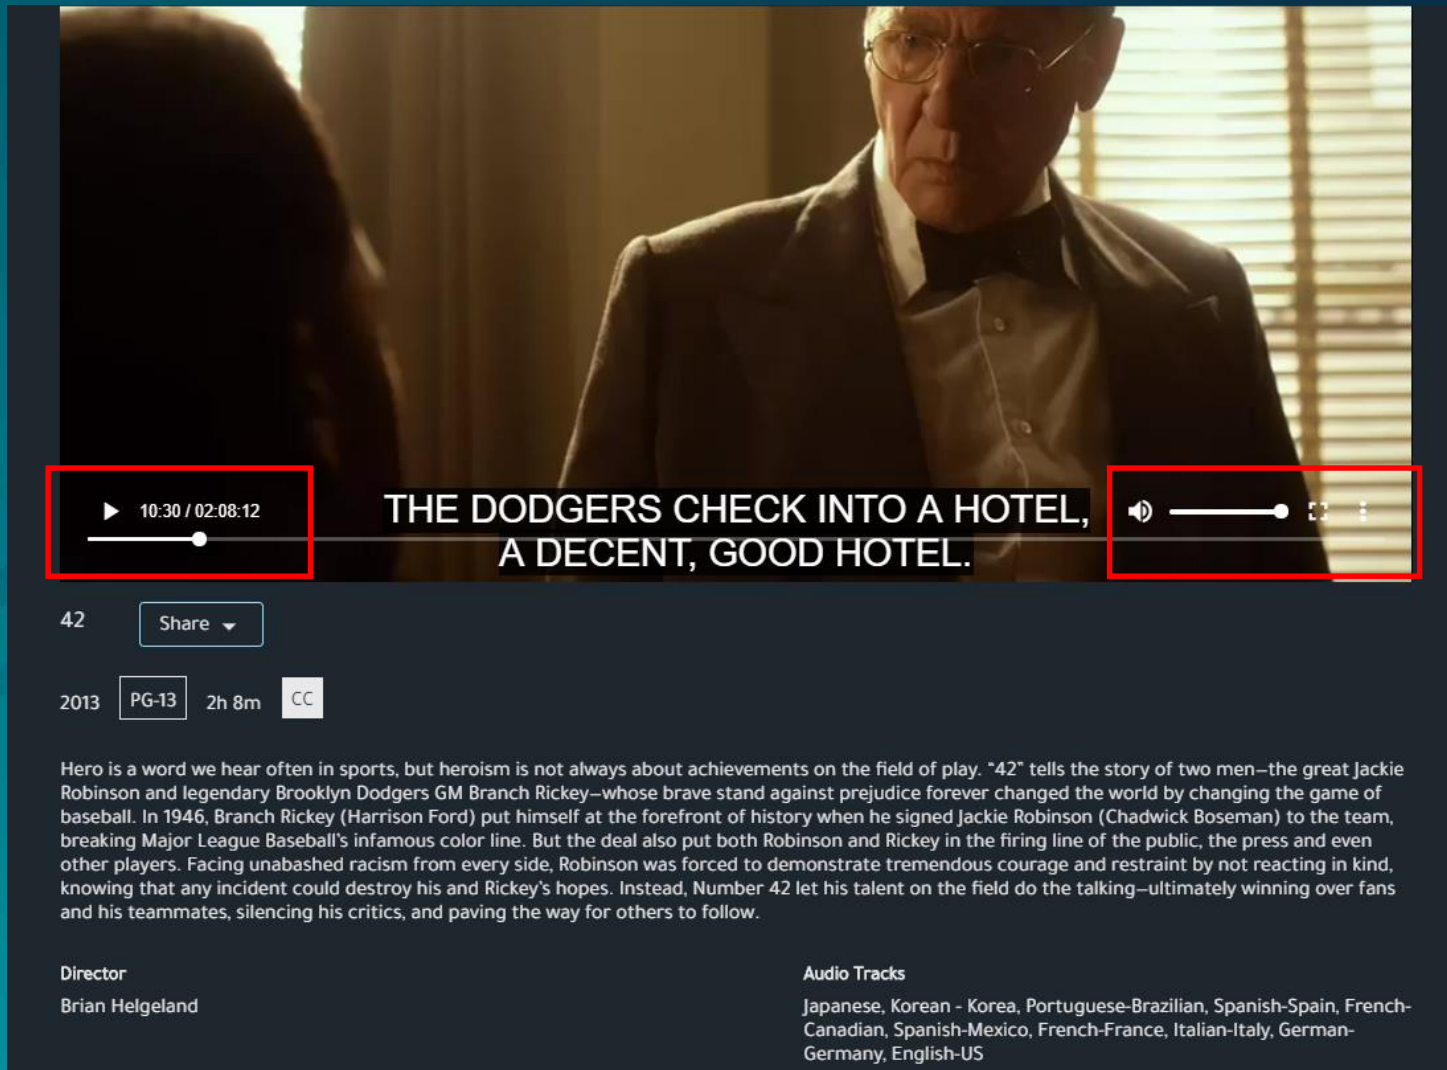 10:30 / 02:08:12
THE DODGERS CHECK INTO A HOTEL,
A DECENT, GOOD HOTEL.
42
Share
2013 PG-13 2h 8m CC
Hero is a word we hear often in sports, but heroism is not always about achievements on the field of play. "42" tells the story of two men—the great Jackie
Robinson and legendary Brooklyn Dodgers GM Branch Rickey—whose brave stand against prejudice forever changed the world by changing the game of
baseball. In 1946, Branch Rickey (Harrison Ford) put himself at the forefront of history when he signed Jackie Robinson (Chadwick Boseman) to the team,
breaking Major League Baseball's infamous color line. But the deal also put both Robinson and Rickey in the firing line of the public, the press and even
other players. Facing unabashed racism from every side, Robinson was forced to demonstrate tremendous courage and restraint by not reacting in kind,
knowing that any incident could destroy his and Rickey's hopes. Instead, Number 42 let his talent on the field do the talking—ultimately winning over fans
and his teammates, silencing his critics, and paving the way for others to follow.
Director
Brian Helgeland
Audio Tracks
Japanese, Korean - Korea, Portuguese-Brazilian, Spanish-Spain, French-
Canadian, Spanish-Mexico, French-France, Italian-Italy, German-
Germany, English-US